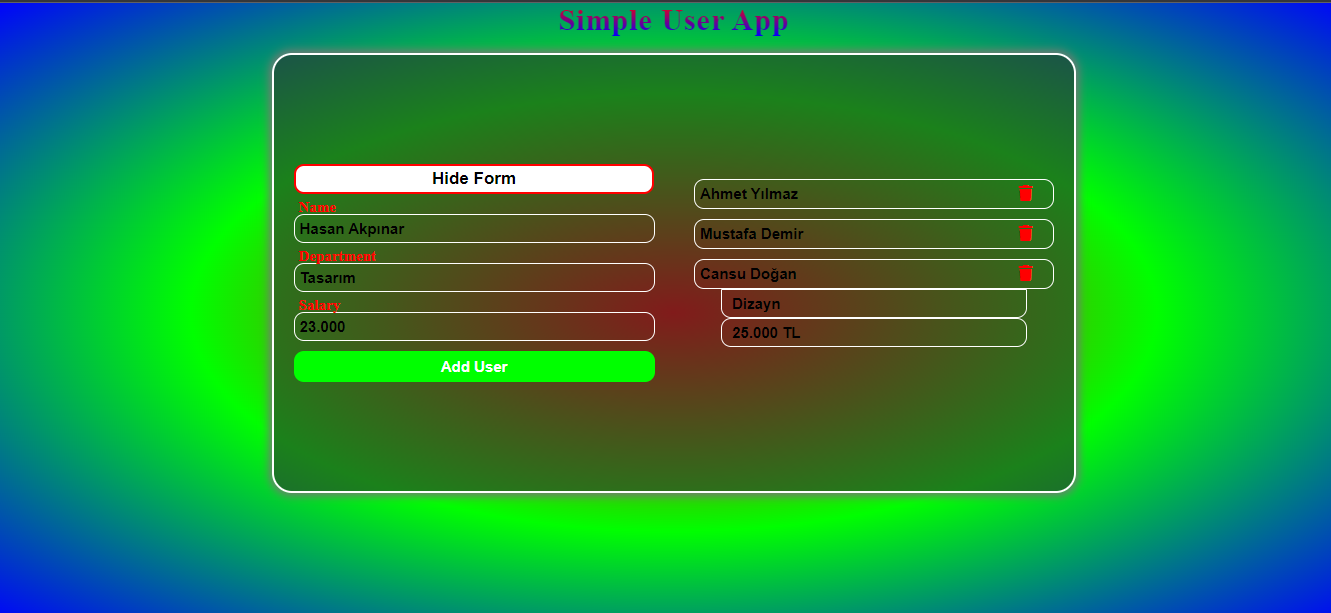 Simple User App
Hide Form
Name
Hasan Akpınar
Department
Tasarım
Salary
23.000
Add User
Ahmet Yılmaz
Mustafa Demir
Cansu Doğan
Dizayn
25.000 TL